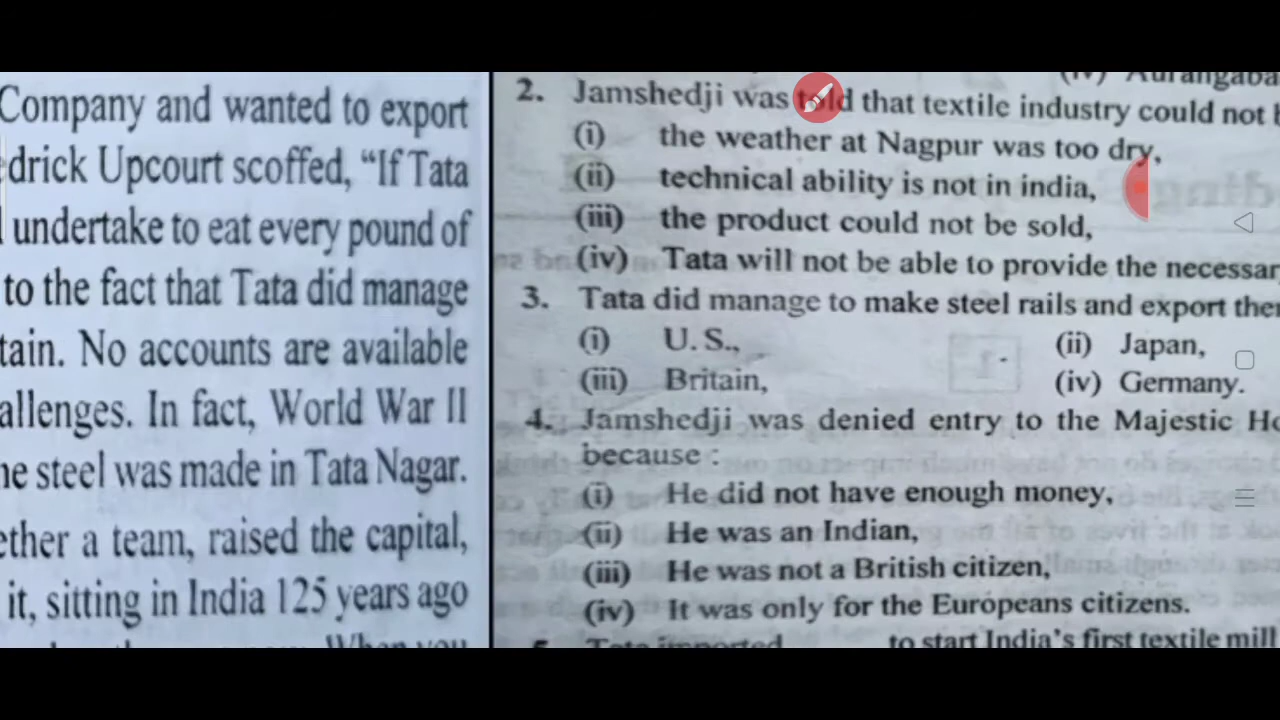 Company and wanted to export
drick Upcourt scoffed, “If Tata
undertake to eat every pound of
to the fact that Tata did manage
tain. No accounts are available
allenges. In fact, World War II
steel was made in Tata Nagar.
ether a team, raised the capital,
it, sitting in India 125 years ago
2. Jamshedji was told that textile industry could not
(i) the weather at Nagpur was too dry,
(ii) technical ability is not in india,
(iii) the product could not be sold,
(iv) Tata will not be able to provide the necessar
3. Tata did manage to make steel rails and export
(i) U. S., (ii) Japan,
(iii) Britain, (iv) Germany.
4. Jamshedji was denied entry to the Majestic
because :
(i) He did not have enough money,
(ii) He was an Indian,
(iii) He was not a British citizen,
(iv) It was only for the Europeans citizens.
to start India's first textile mill